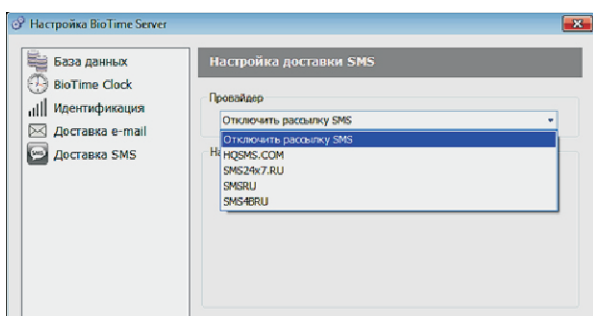 Настройка BioTime Server
База данных
BioTime Clock
Идентификация
Доставка e-mail
Доставка SMS
Настройка доставки SMS
Провайдер
Отключить рассылку SMS
Отключить рассылку SMS
HQSMS.COM
SMS24x7.RU
SMSRU
SMS4BRU